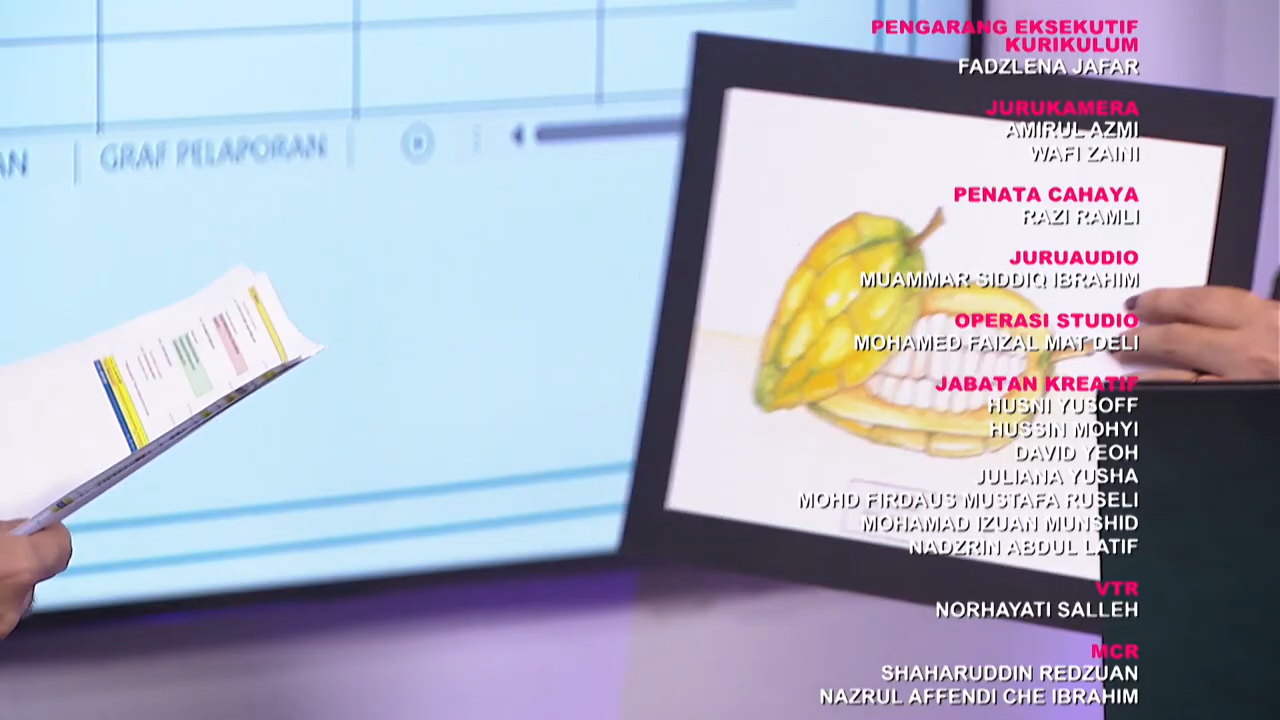 AN
GRAF PELAPORAN
PENGARANG EKSEKUTIF
KURIKULUM
FADZLENA JAFAR
JURUKAMERA
AMIRUL AZMI
WAFI ZAINI
PENATA CAHAYA
RAZI RAMLI
JURUAUDIO
MUAMMAR SIDDIQ IBRAHIM
OPERASI STUDIO
MOHAMED FAIZAL MAT DELI
JABATAN KREATIF
HUSNI YUSOFF
HUSSIN MOHYI
DAVID YEOH
JULIANA YUSHA
MOHD FIRDAUS MUSTAFA RUSELI
MOHAMAD IZUAN MUNSHID
NADZRIN ABDUL LATIF
VTR
NORHAYATI SALLEH
MCR
SHAHARUDDIN REDZUAN
NAZRUL AFFENDI CHE IBRAHIM